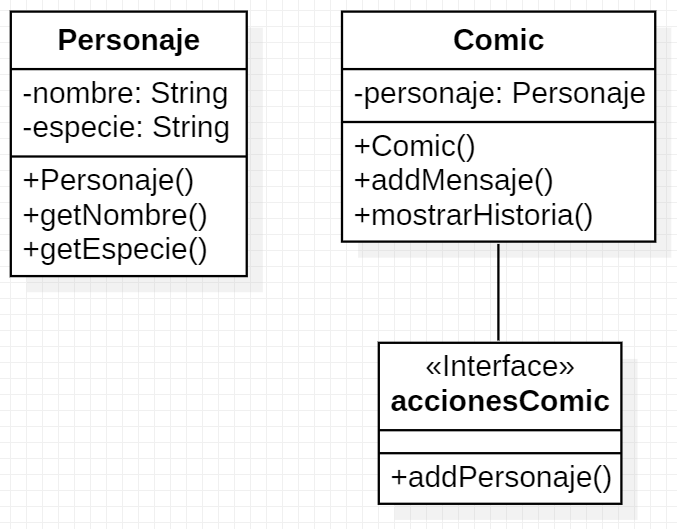 Personaje
-nombre: String
-especie: String
+Personaje()
+getNombre()
+getEspecie()
Comic
-personaje: Personaje
+Comic()
+addMensaje()
+mostrarHistoria()
«Interface»
accionesComic
+addPersonaje()